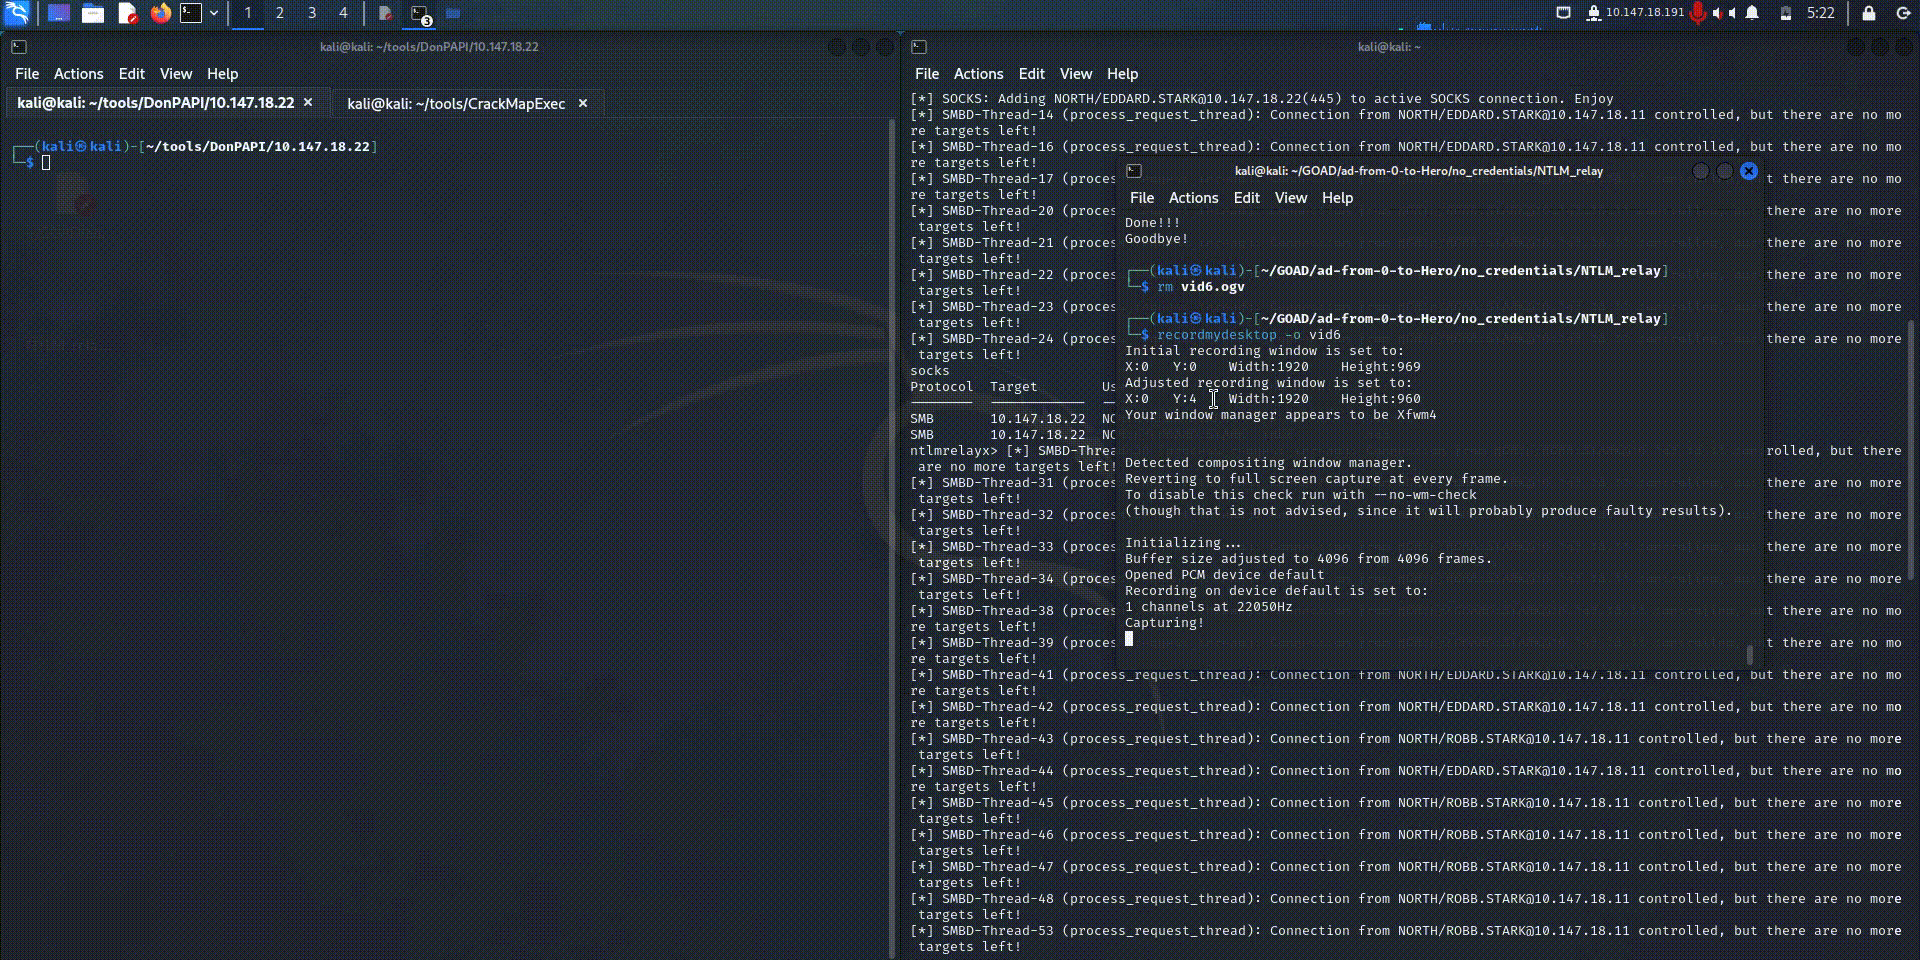 1 2 3 4
3
10.147.18.191
5:22
kali@kali: ~/tools/DonPAPI/10.147.18.22
File Actions Edit View Help
kali@kali: ~/tools/DonPAPI/10.147.18.22 ×
kali@kali: ~/tools/CrackMapExec ×
┌──(kali㉿kali)-[~/tools/DonPAPI/10.147.18.22]
└─$
kali@kali: ~
File Actions Edit View Help
[*] SOCKS: Adding NORTH/EDDARD.STARK@10.147.18.22(445) to active SOCKS connection. Enjoy
[*] SMBD-Thread-14 (process_request_thread): Connection from NORTH/EDDARD.STARK@10.147.18.11 controlled, but there are no mo
re targets left!
[*] SMBD-Thread-16 (process_request_thread): Connection from NORTH/EDDARD.STARK@10.147.18.11 controlled, but there are no mo
re targets left!
[*] SMBD-Thread-17 (proces there are no mo
re targets left!
[*] SMBD-Thread-20 (proces there are no more
targets left!
[*] SMBD-Thread-21 (proces there are no more
targets left!
[*] SMBD-Thread-22 (proces there are no more
targets left!
[*] SMBD-Thread-23 (proces there are no more
targets left!
[*] SMBD-Thread-24 (proces there are no more
targets left!
socks
Protocol Target Us
SMB 10.147.18.22 NO
SMB 10.147.18.22 NO
ntlmrelayx> [*] SMBD-Threa rolled, but there
are no more targets left!
[*] SMBD-Thread-31 (proces there are no more
targets left!
[*] SMBD-Thread-32 (proces there are no more
targets left!
[*] SMBD-Thread-33 (proces there are no more
targets left!
[*] SMBD-Thread-34 (proces there are no mo
re targets left!
[*] SMBD-Thread-38 (proces there are no mo
re targets left!
[*] SMBD-Thread-39 (proces t there are no mo
re targets left!
[*] SMBD-Thread-41 (process_request_thread): Connection from NORTH/EDDARD.STARK@10.147.18.11 controlled, but there are no mo
re targets left!
[*] SMBD-Thread-42 (process_request_thread): Connection from NORTH/EDDARD.STARK@10.147.18.11 controlled, but there are no mo
re targets left!
[*] SMBD-Thread-43 (process_request_thread): Connection from NORTH/ROBB.STARK@10.147.18.11 controlled, but there are no more
targets left!
[*] SMBD-Thread-44 (process_request_thread): Connection from NORTH/EDDARD.STARK@10.147.18.11 controlled, but there are no mo
re targets left!
[*] SMBD-Thread-45 (process_request_thread): Connection from NORTH/ROBB.STARK@10.147.18.11 controlled, but there are no more
targets left!
[*] SMBD-Thread-46 (process_request_thread): Connection from NORTH/ROBB.STARK@10.147.18.11 controlled, but there are no more
targets left!
[*] SMBD-Thread-47 (process_request_thread): Connection from NORTH/ROBB.STARK@10.147.18.11 controlled, but there are no more
targets left!
[*] SMBD-Thread-48 (process_request_thread): Connection from NORTH/ROBB.STARK@10.147.18.11 controlled, but there are no more
targets left!
[*] SMBD-Thread-53 (process_request_thread): Connection from NORTH/ROBB.STARK@10.147.18.11 controlled, but there are no more
targets left!
kali@kali: ~/GOAD/ad-from-0-to-Hero/no_credentials/NTLM_relay
File Actions Edit View Help
Done!!!
Goodbye!
┌──(kali㉿kali)-[~/GOAD/ad-from-0-to-Hero/no_credentials/NTLM_relay]
└─$ rm vid6.ogv
┌──(kali㉿kali)-[~/GOAD/ad-from-0-to-Hero/no_credentials/NTLM_relay]
└─$ recordmydesktop -o vid6
Initial recording window is set to:
X:0 Y:0 Width:1920 Height:969
Adjusted recording window is set to:
X:0 Y:4 Width:1920 Height:960
Your window manager appears to be Xfwm4
Detected compositing window manager.
Reverting to full screen capture at every frame.
To disable this check run with --no-wm-check
(though that is not advised, since it will probably produce faulty results).
Initializing...
Buffer size adjusted to 4096 from 4096 frames.
Opened PCM device default
Recording on device default is set to:
1 channels at 22050Hz
Capturing!